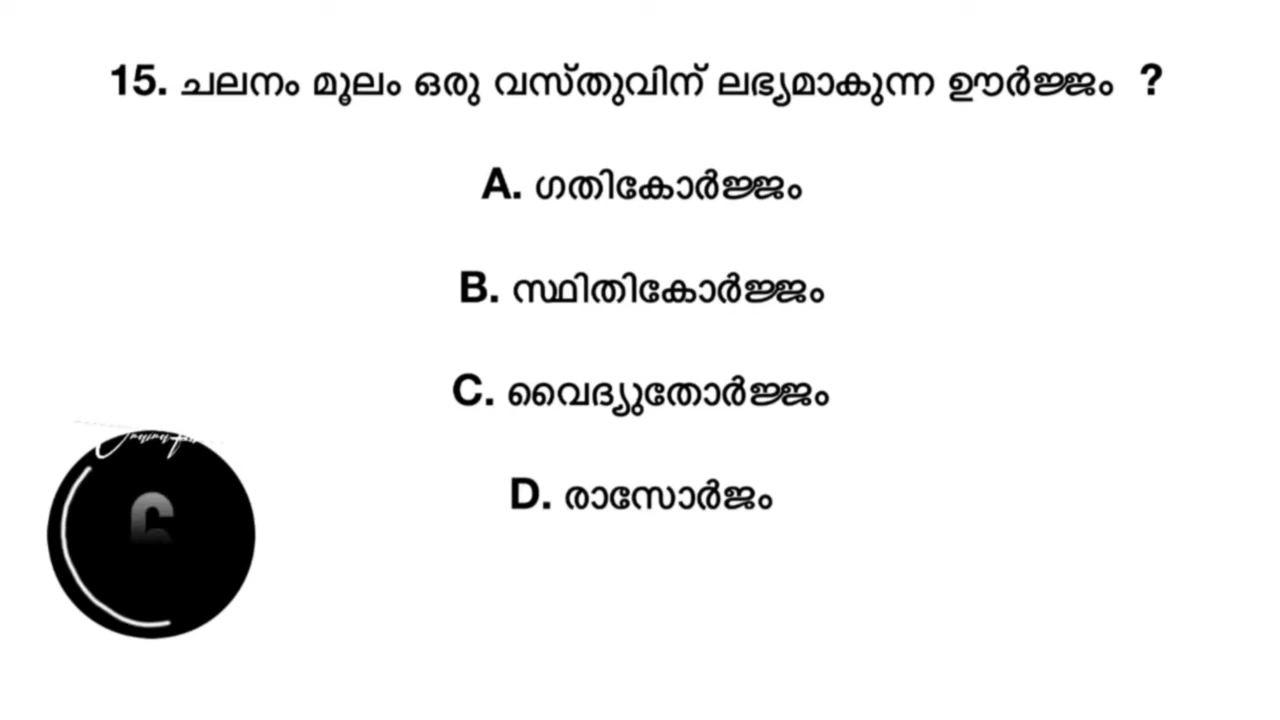 15. ചലനം മൂലം ഒരു വസ്തുവിന് ലഭ്യമാകുന്ന ഊർജ്ജം ?
A. ഗതികോർജ്ജം
B. സ്ഥിതികോർജ്ജം
C. വൈദ്യുതോർജ്ജം
D. രാസോർജം